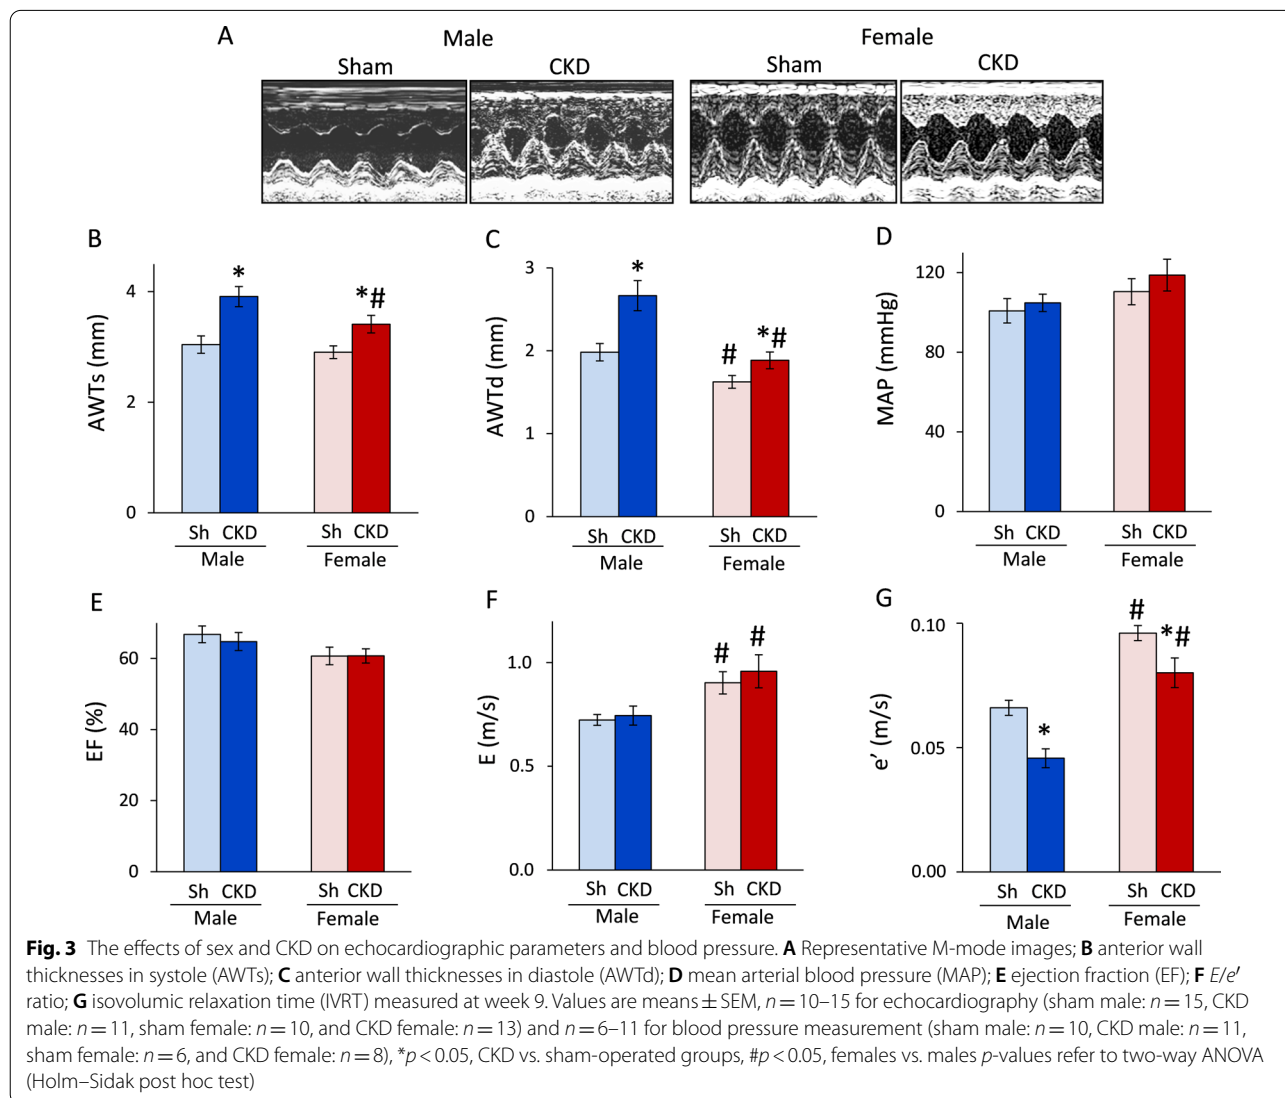 A
Male
Female
Sham
CKD
Sham
CKD
B
AWTs (mm)
4
2
0
*
*#
Sh CKD
Sh CKD
Male
Female
C
AWTd (mm)
3
2
1
0
*
#
*#
Sh CKD
Sh CKD
Male
Female
D
MAP (mmHg)
120
80
40
0
Sh CKD
Sh CKD
Male
Female
E
EF (%)
60
40
20
0
Sh CKD
Sh CKD
Male
Female
F
E (m/s)
1.0
0.5
0.0
#
#
Sh CKD
Sh CKD
Male
Female
G
e’ (m/s)
0.10
0.05
0.00
*
#
*#
Sh CKD
Sh CKD
Male
Female
Fig. 3 The effects of sex and CKD on echocardiographic parameters and blood pressure. A Representative M-mode images; B anterior wall
thicknesses in systole (AWTs); C anterior wall thicknesses in diastole (AWTd); D mean arterial blood pressure (MAP); E ejection fraction (EF); F E/e′
ratio; G isovolumic relaxation time (IVRT) measured at week 9. Values are means ± SEM, n = 10–15 for echocardiography (sham male: n = 15, CKD
male: n = 11, sham female: n = 10, and CKD female: n = 13) and n = 6–11 for blood pressure measurement (sham male: n = 10, CKD male: n = 11,
sham female: n = 6, and CKD female: n = 8), *p < 0.05, CKD vs. sham-operated groups, #p < 0.05, females vs. males p-values refer to two-way ANOVA
(Holm–Sidak post hoc test)